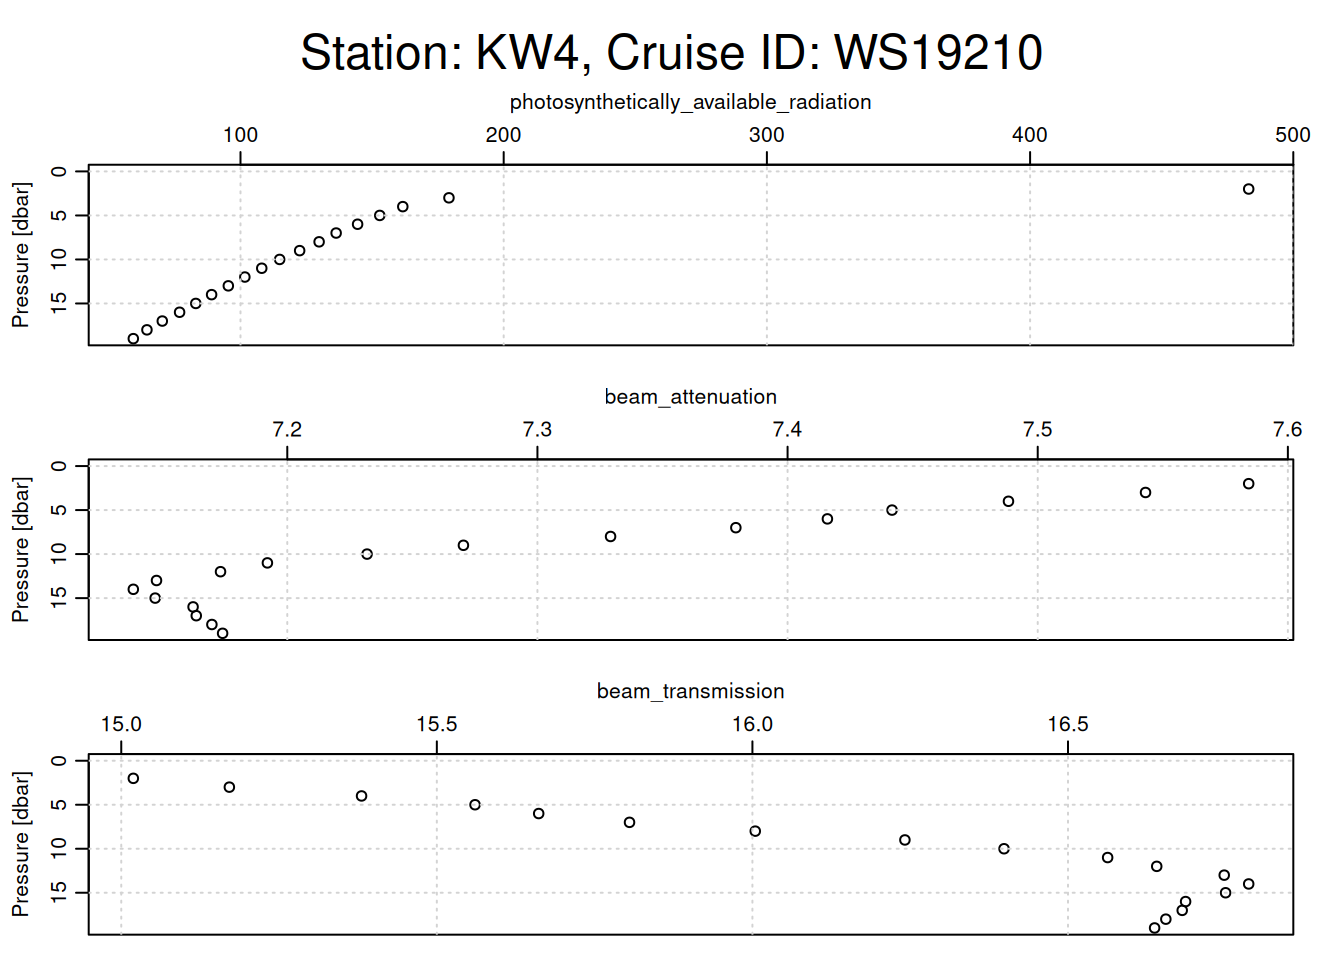 Station: KW4, Cruise ID: WS19210
photosynthetically_available_radiation
100 200 300 400 500
Pressure [dbar]
0
5
10
15
beam_attenuation
7.2 7.3 7.4 7.5 7.6
Pressure [dbar]
0
5
10
15
beam_transmission
15.0 15.5 16.0 16.5
Pressure [dbar]
0
5
10
15